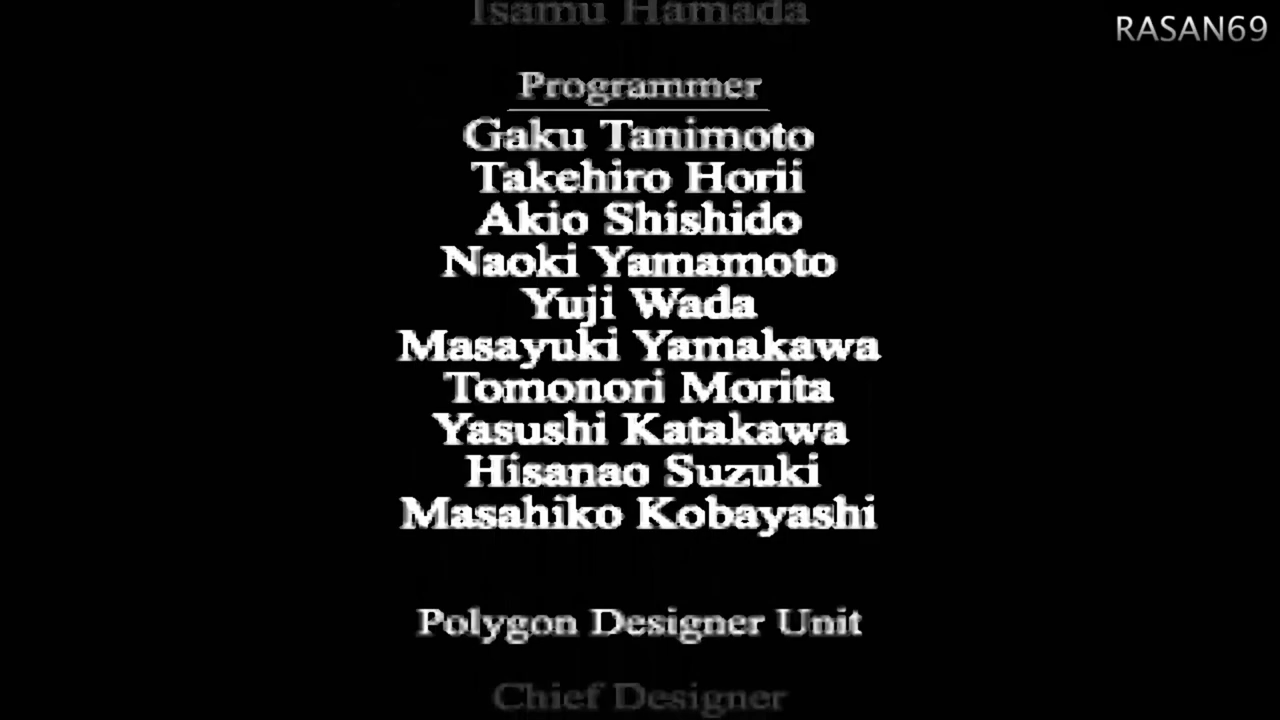 Isamu Hamada
RASAN69
Programmer
Gaku Tanimoto
Takehiro Horii
Akio Shishido
Naoki Yamamoto
Yuji Wada
Masayuki Yamakawa
Tomonori Morita
Yasushi Katakawa
Hisanao Suzuki
Masahiko Kobayashi
Polygon Designer Unit
Chief Designer